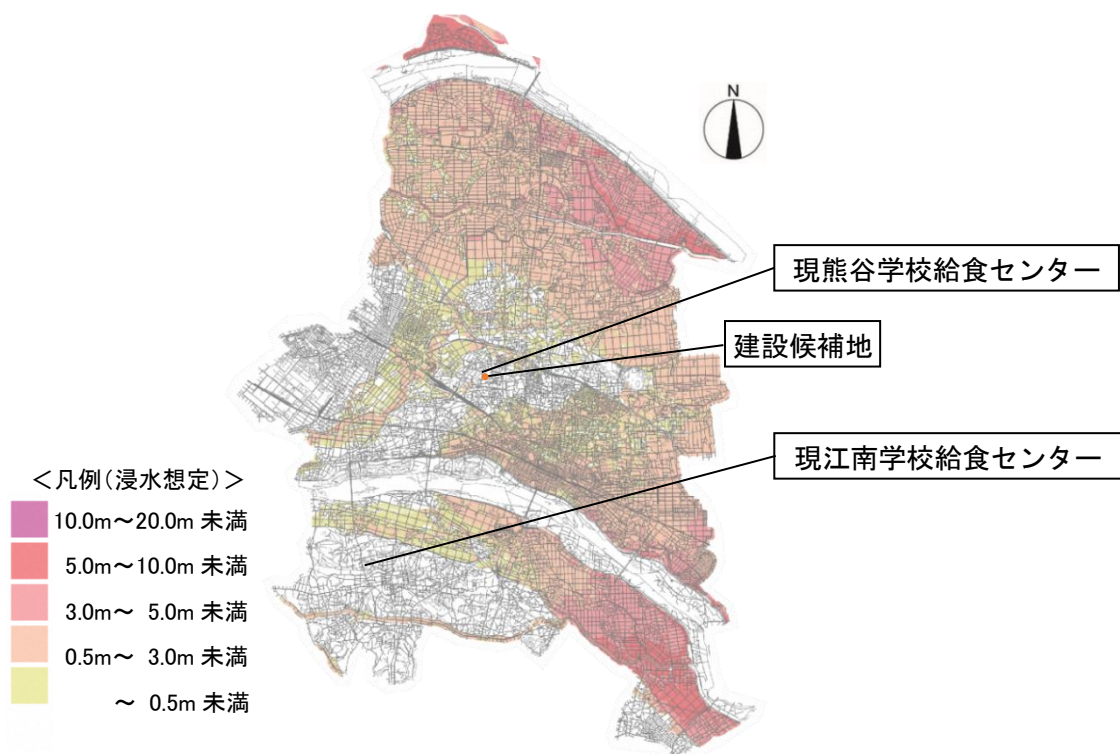 N
現熊谷学校給食センター
建設候補地
現江南学校給食センター
＜凡例(浸水想定)＞
10.0m～20.0m 未満
5.0m～10.0m 未満
3.0m～ 5.0m 未満
0.5m～ 3.0m 未満
～ 0.5m 未満